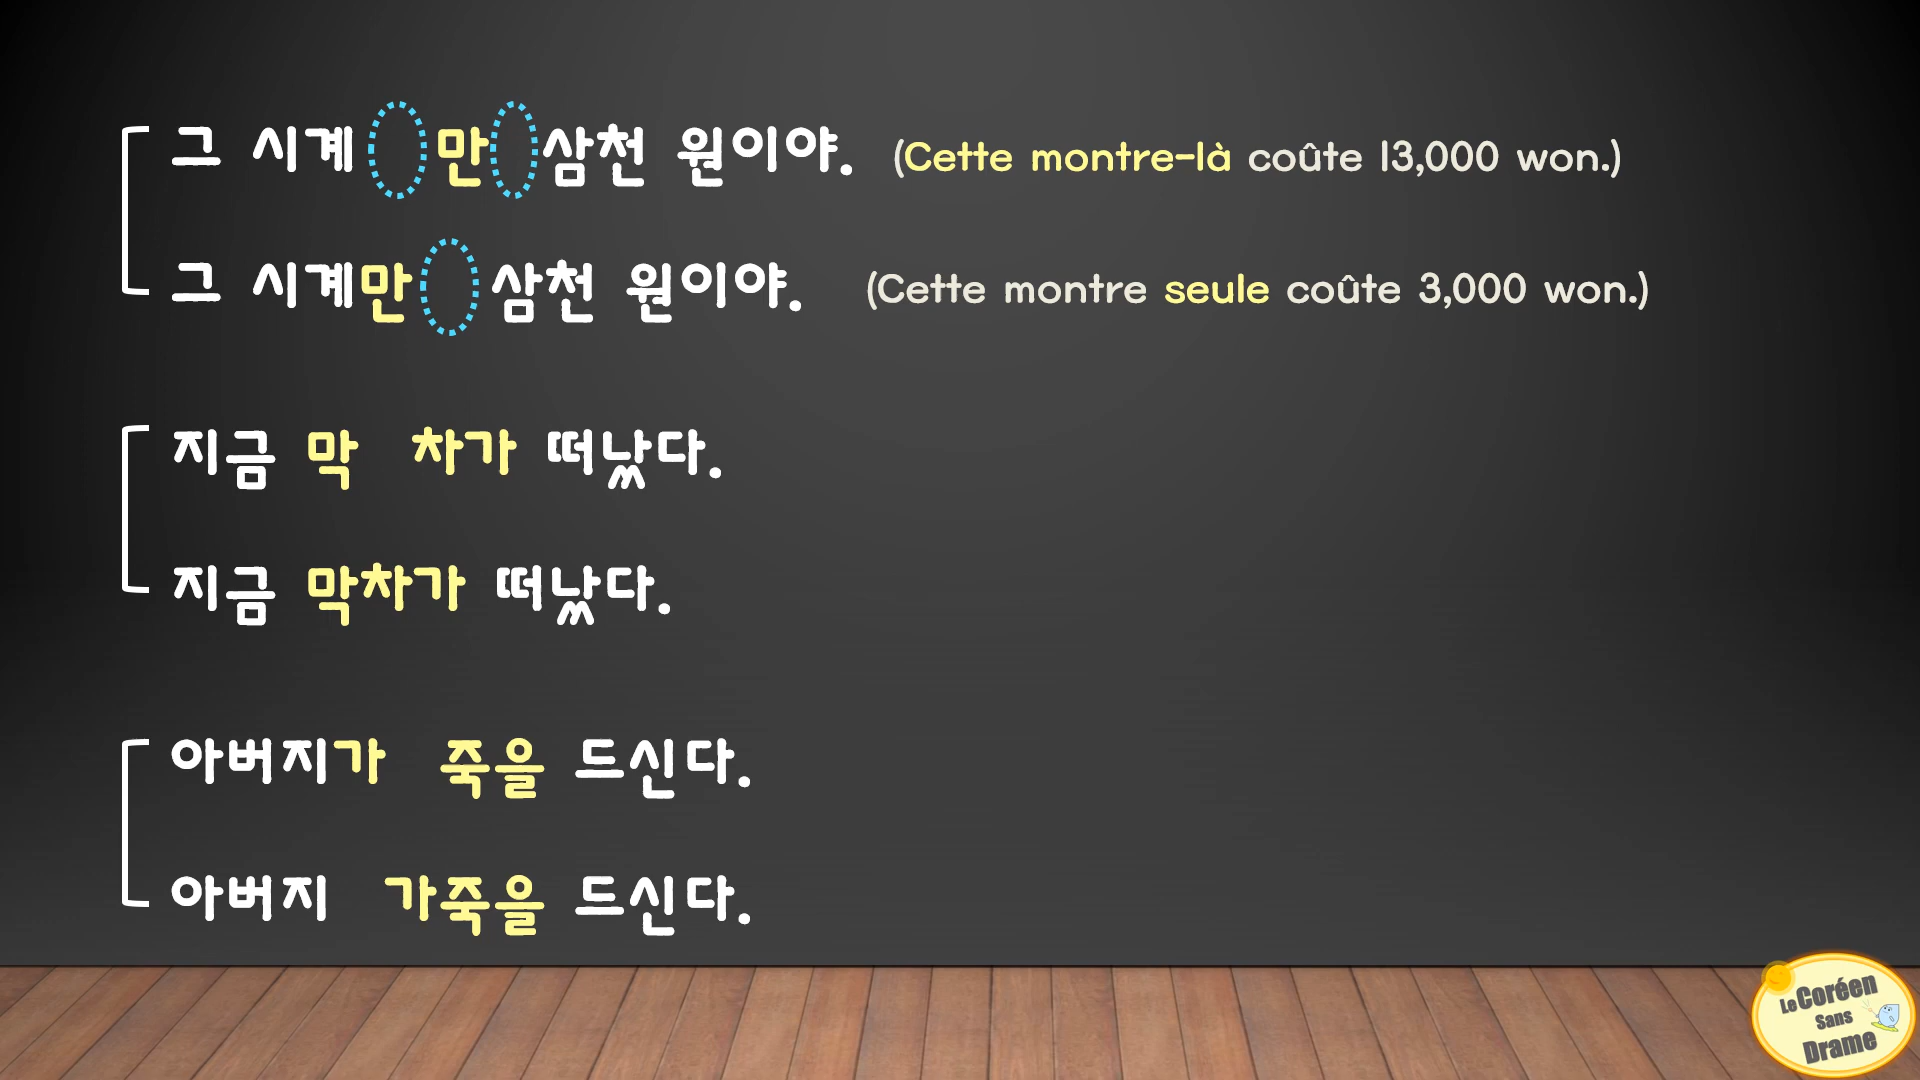 그 시계 만 삼천 원이야. (Cette montre-là coûte 13,000 won.)
그 시계만 삼천 원이야. (Cette montre seule coûte 3,000 won.)
지금 막 차가 떠났다.
지금 막차가 떠났다.
아버지가 죽을 드신다.
아버지 가죽을 드신다.
Le Coréen
Sans
Drame